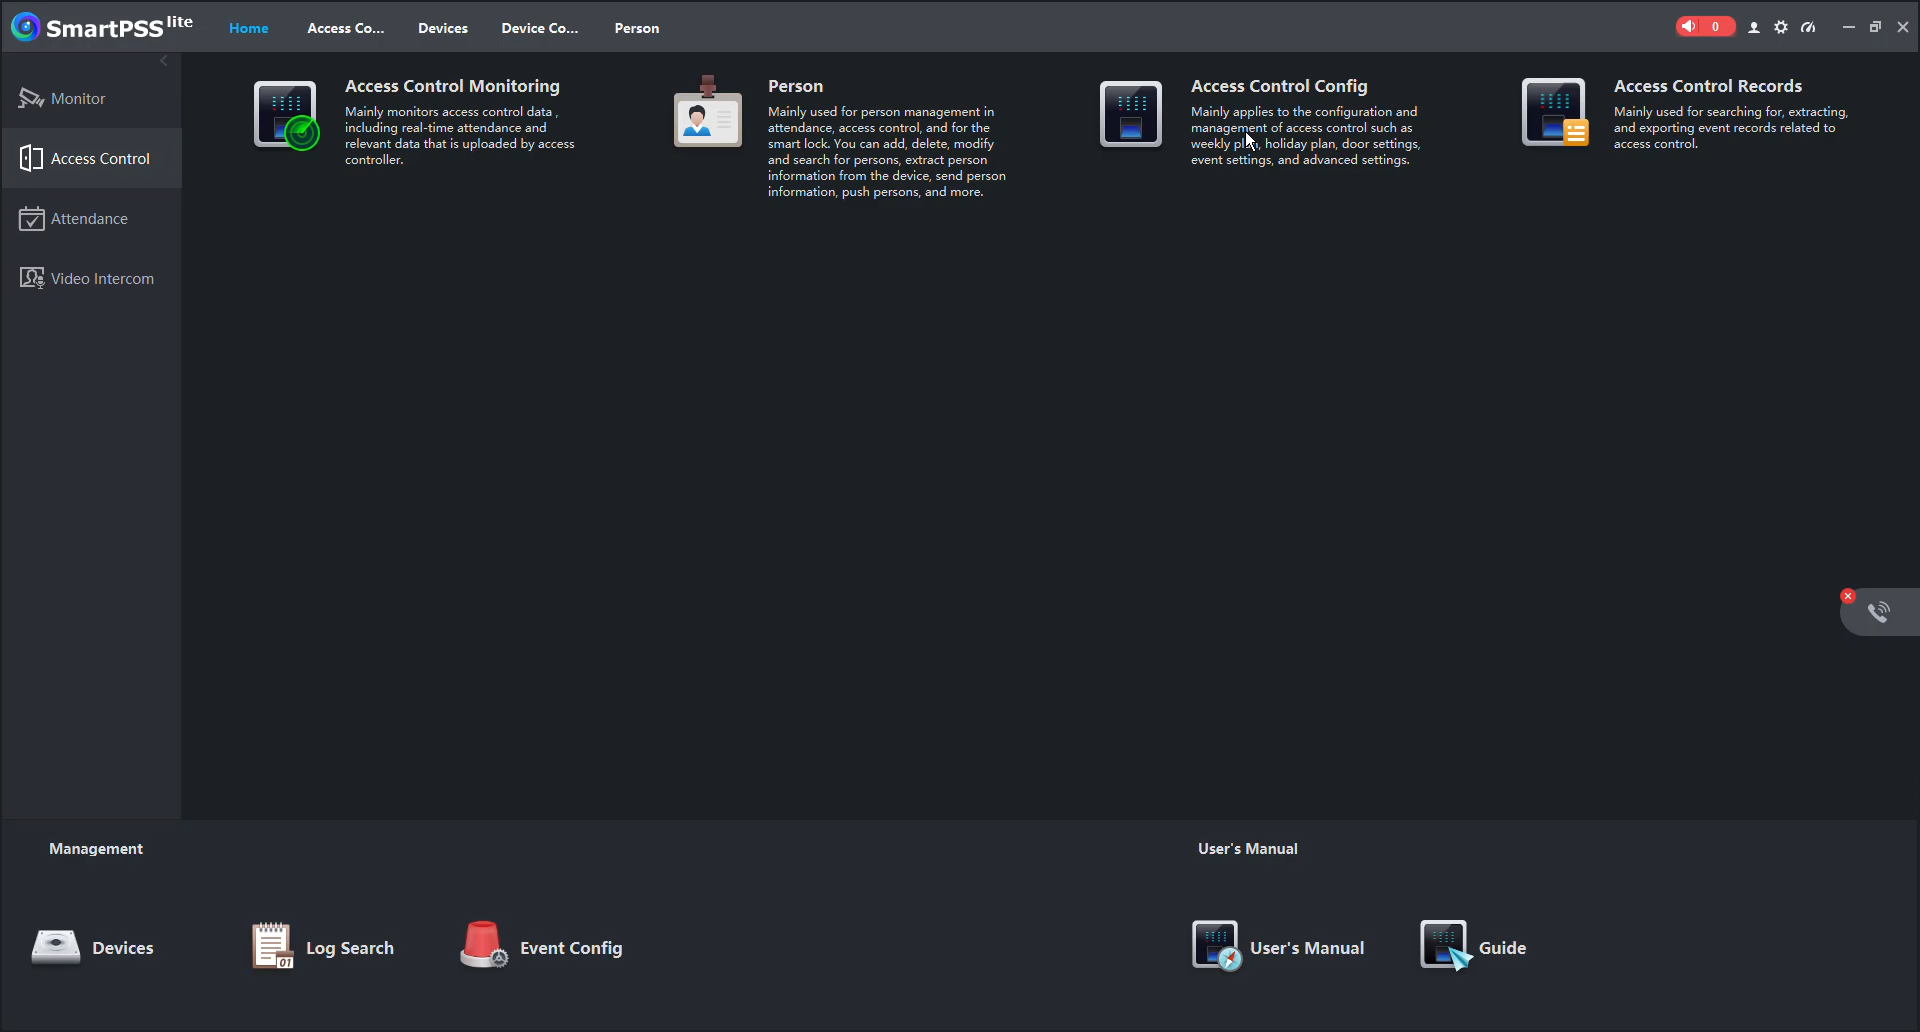 SmartPSS lite
Home
Access Co...
Devices
Device Co...
Person
0
Monitor
Access Control
Attendance
Video Intercom
Access Control Monitoring
Mainly monitors access control data ,
including real-time attendance and
relevant data that is uploaded by access
controller.
Person
Mainly used for person management in
attendance, access control, and for the
smart lock. You can add, delete, modify
and search for persons, extract person
information from the device, send person
information, push persons, and more.
Access Control Config
Mainly applies to the configuration and
management of access control such as
weekly plan, holiday plan, door settings,
event settings, and advanced settings.
Access Control Records
Mainly used for searching for, extracting,
and exporting event records related to
access control.
Management
Devices
Log Search
01
Event Config
User's Manual
User's Manual
Guide